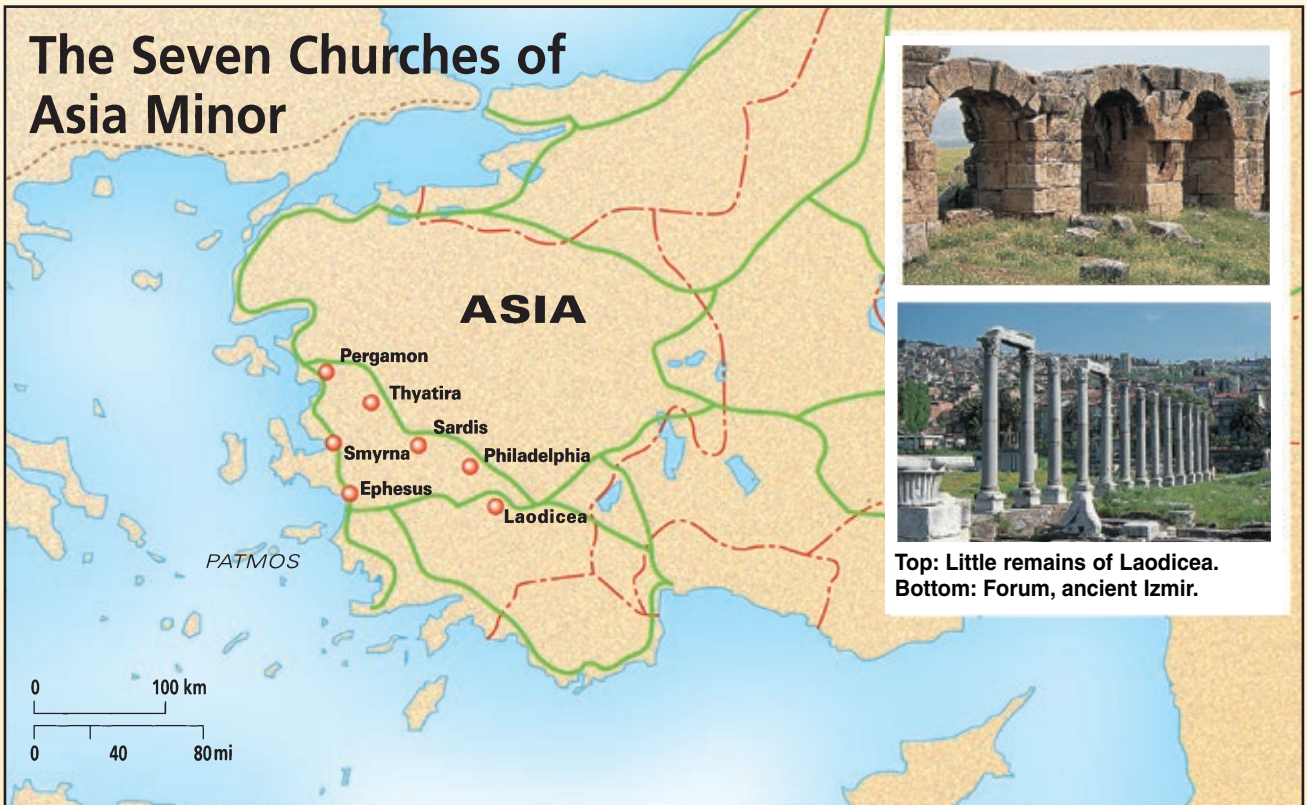 The Seven Churches of
Asia Minor
ASIA
Pergamon
Thyatira
Sardis
Smyrna
Philadelphia
Ephesus
Laodicea
PATMOS
Top: Little remains of Laodicea.
Bottom: Forum, ancient Izmir.
0 100 km
0 40 80 mi